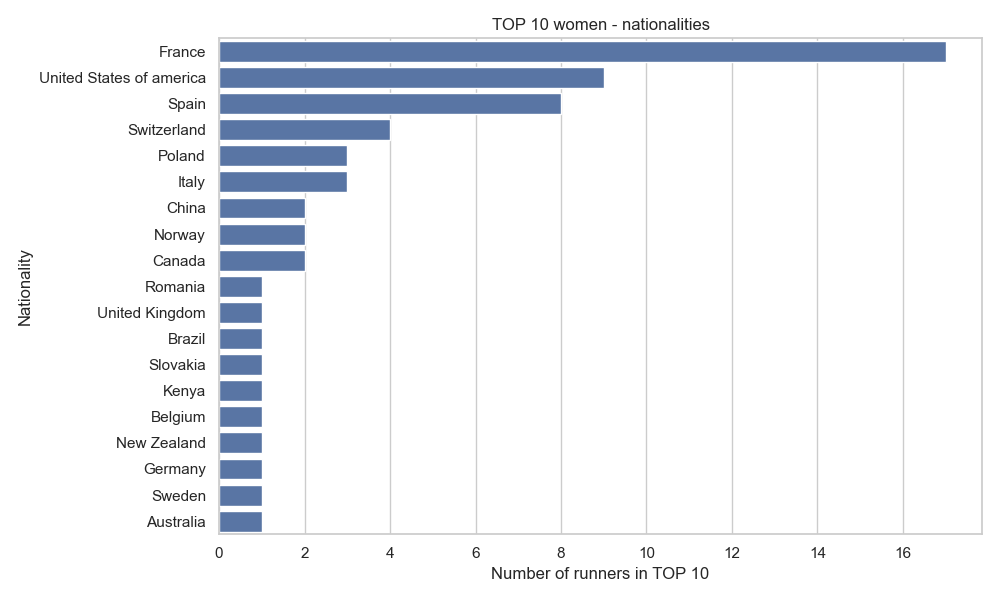 TOP 10 women - nationalities
France
United States of america
Spain
Switzerland
Poland
Italy
China
Norway
Canada
Romania
United Kingdom
Brazil
Slovakia
Kenya
Belgium
New Zealand
Germany
Sweden
Australia
Nationality
0 2 4 6 8 10 12 14 16
Number of runners in TOP 10